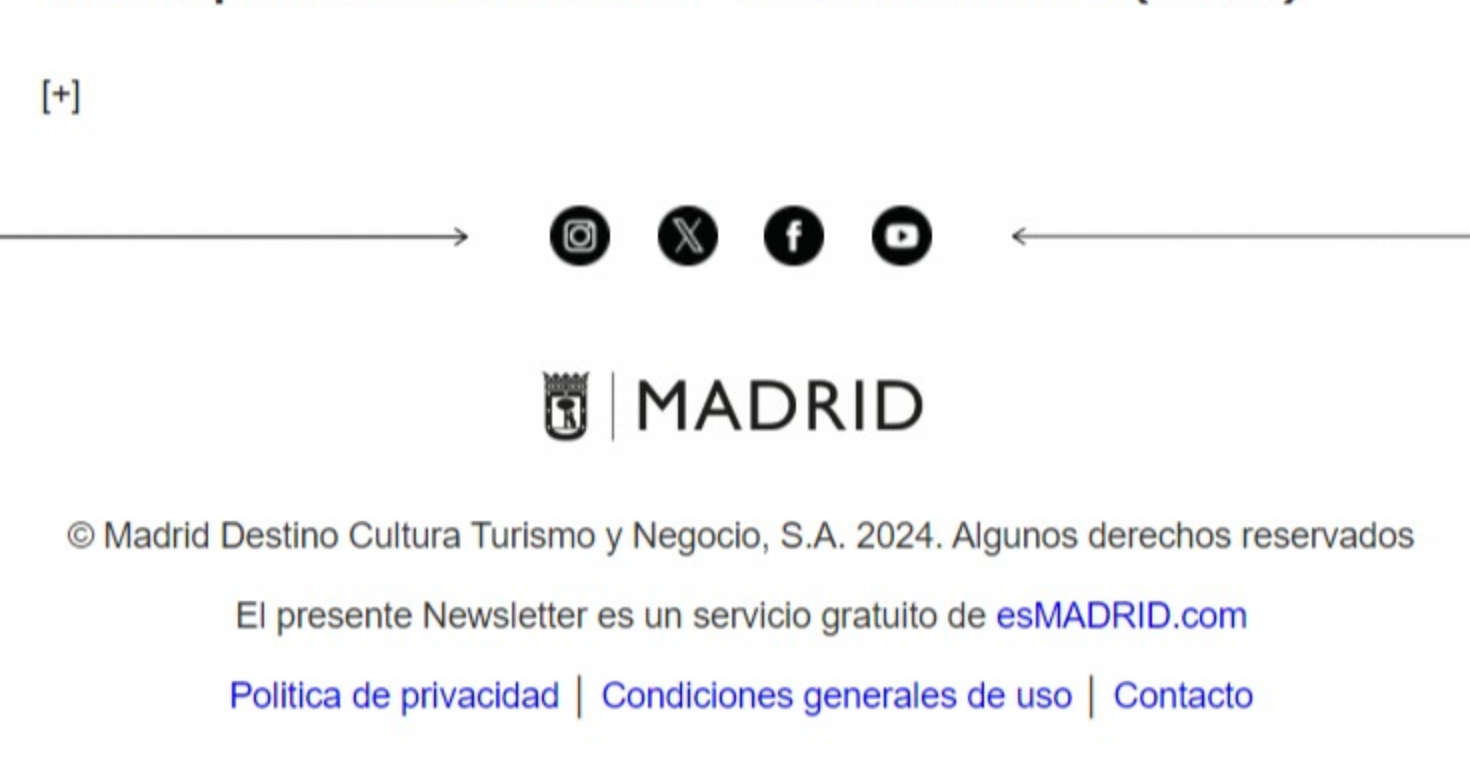 [+]
MADRID
© Madrid Destino Cultura Turismo y Negocio, S.A. 2024. Algunos derechos reservados
El presente Newsletter es un servicio gratuito de esMADRID.com
Politica de privacidad | Condiciones generales de uso | Contacto